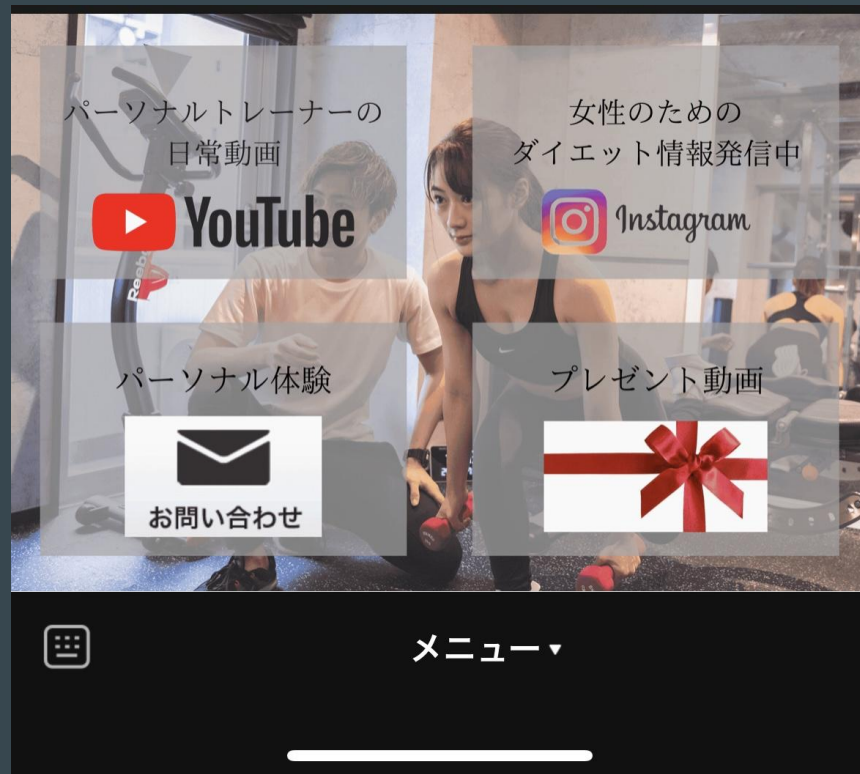 パーソナルトレーナーの
日常動画
YouTube
女性のための
ダイエット情報発信中
Instagram
Reebok
パーソナル体験
お問い合わせ
プレゼント動画
メニュー▼